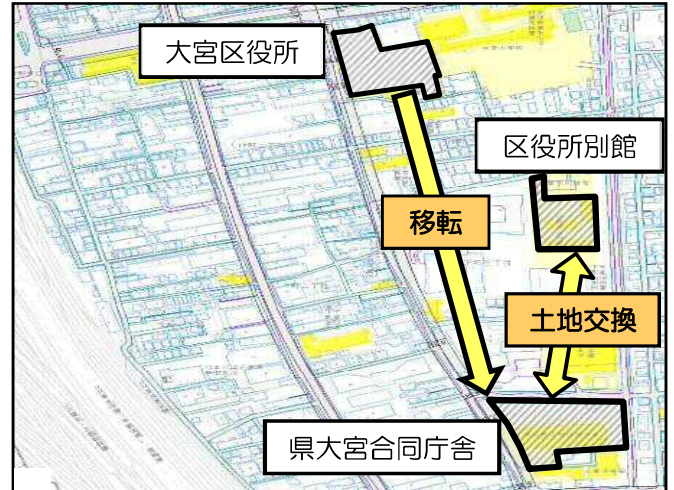 大宮区役所
区役所別館
移転
土地交換
県大宮合同庁舎